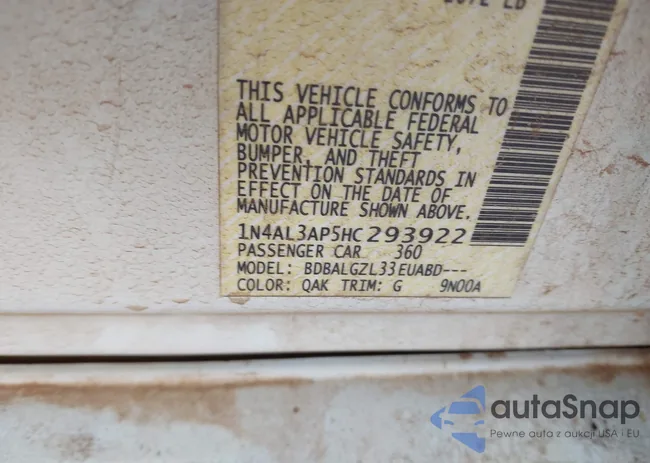 THIS VEHICLE CONFORMS TO
ALL APPLICABLE FEDERAL
MOTOR VEHICLE SAFETY,
BUMPER, AND THEFT
PREVENTION STANDARDS IN
EFFECT ON THE DATE OF
MANUFACTURE SHOWN ABOVE.
1N4AL3AP5HC293922
PASSENGER CAR 360
MODEL: BDBALGZL33EUABD---
COLOR: QAK TRIM: G 9N00A
autaSnap
Pewne auta z aukcji USA i EU